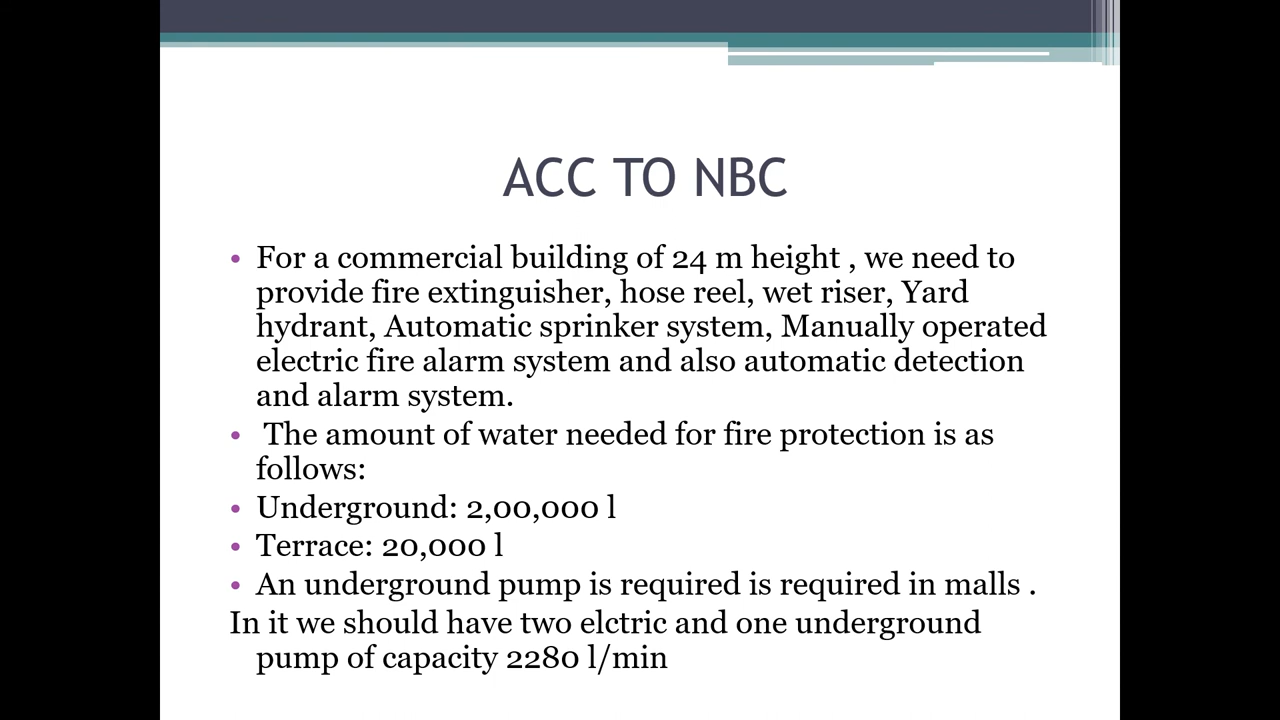 ACC TO NBC
• For a commercial building of 24 m height , we need to
provide fire extinguisher, hose reel, wet riser, Yard
hydrant, Automatic sprinker system, Manually operated
electric fire alarm system and also automatic detection
and alarm system.
• The amount of water needed for fire protection is as
follows:
• Underground: 2,00,000 l
• Terrace: 20,000 l
• An underground pump is required is required in malls .
In it we should have two elctric and one underground
pump of capacity 2280 l/min